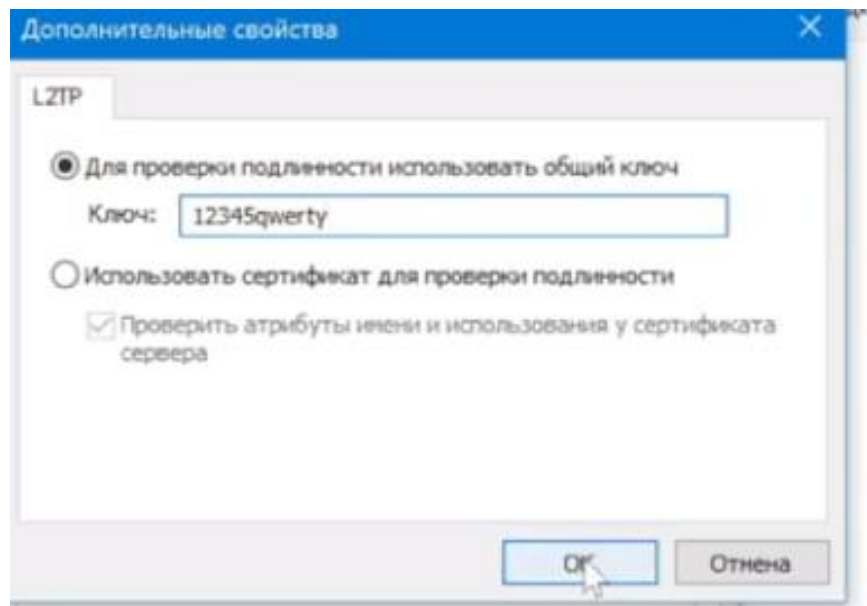 Дополнительные свойства
L2TP
Для проверки подлинности использовать общий ключ
Ключ: 12345qwerty
Использовать сертификат для проверки подлинности
Проверить атрибуты имени и использования у сертификата
сервера
OK
Отмена